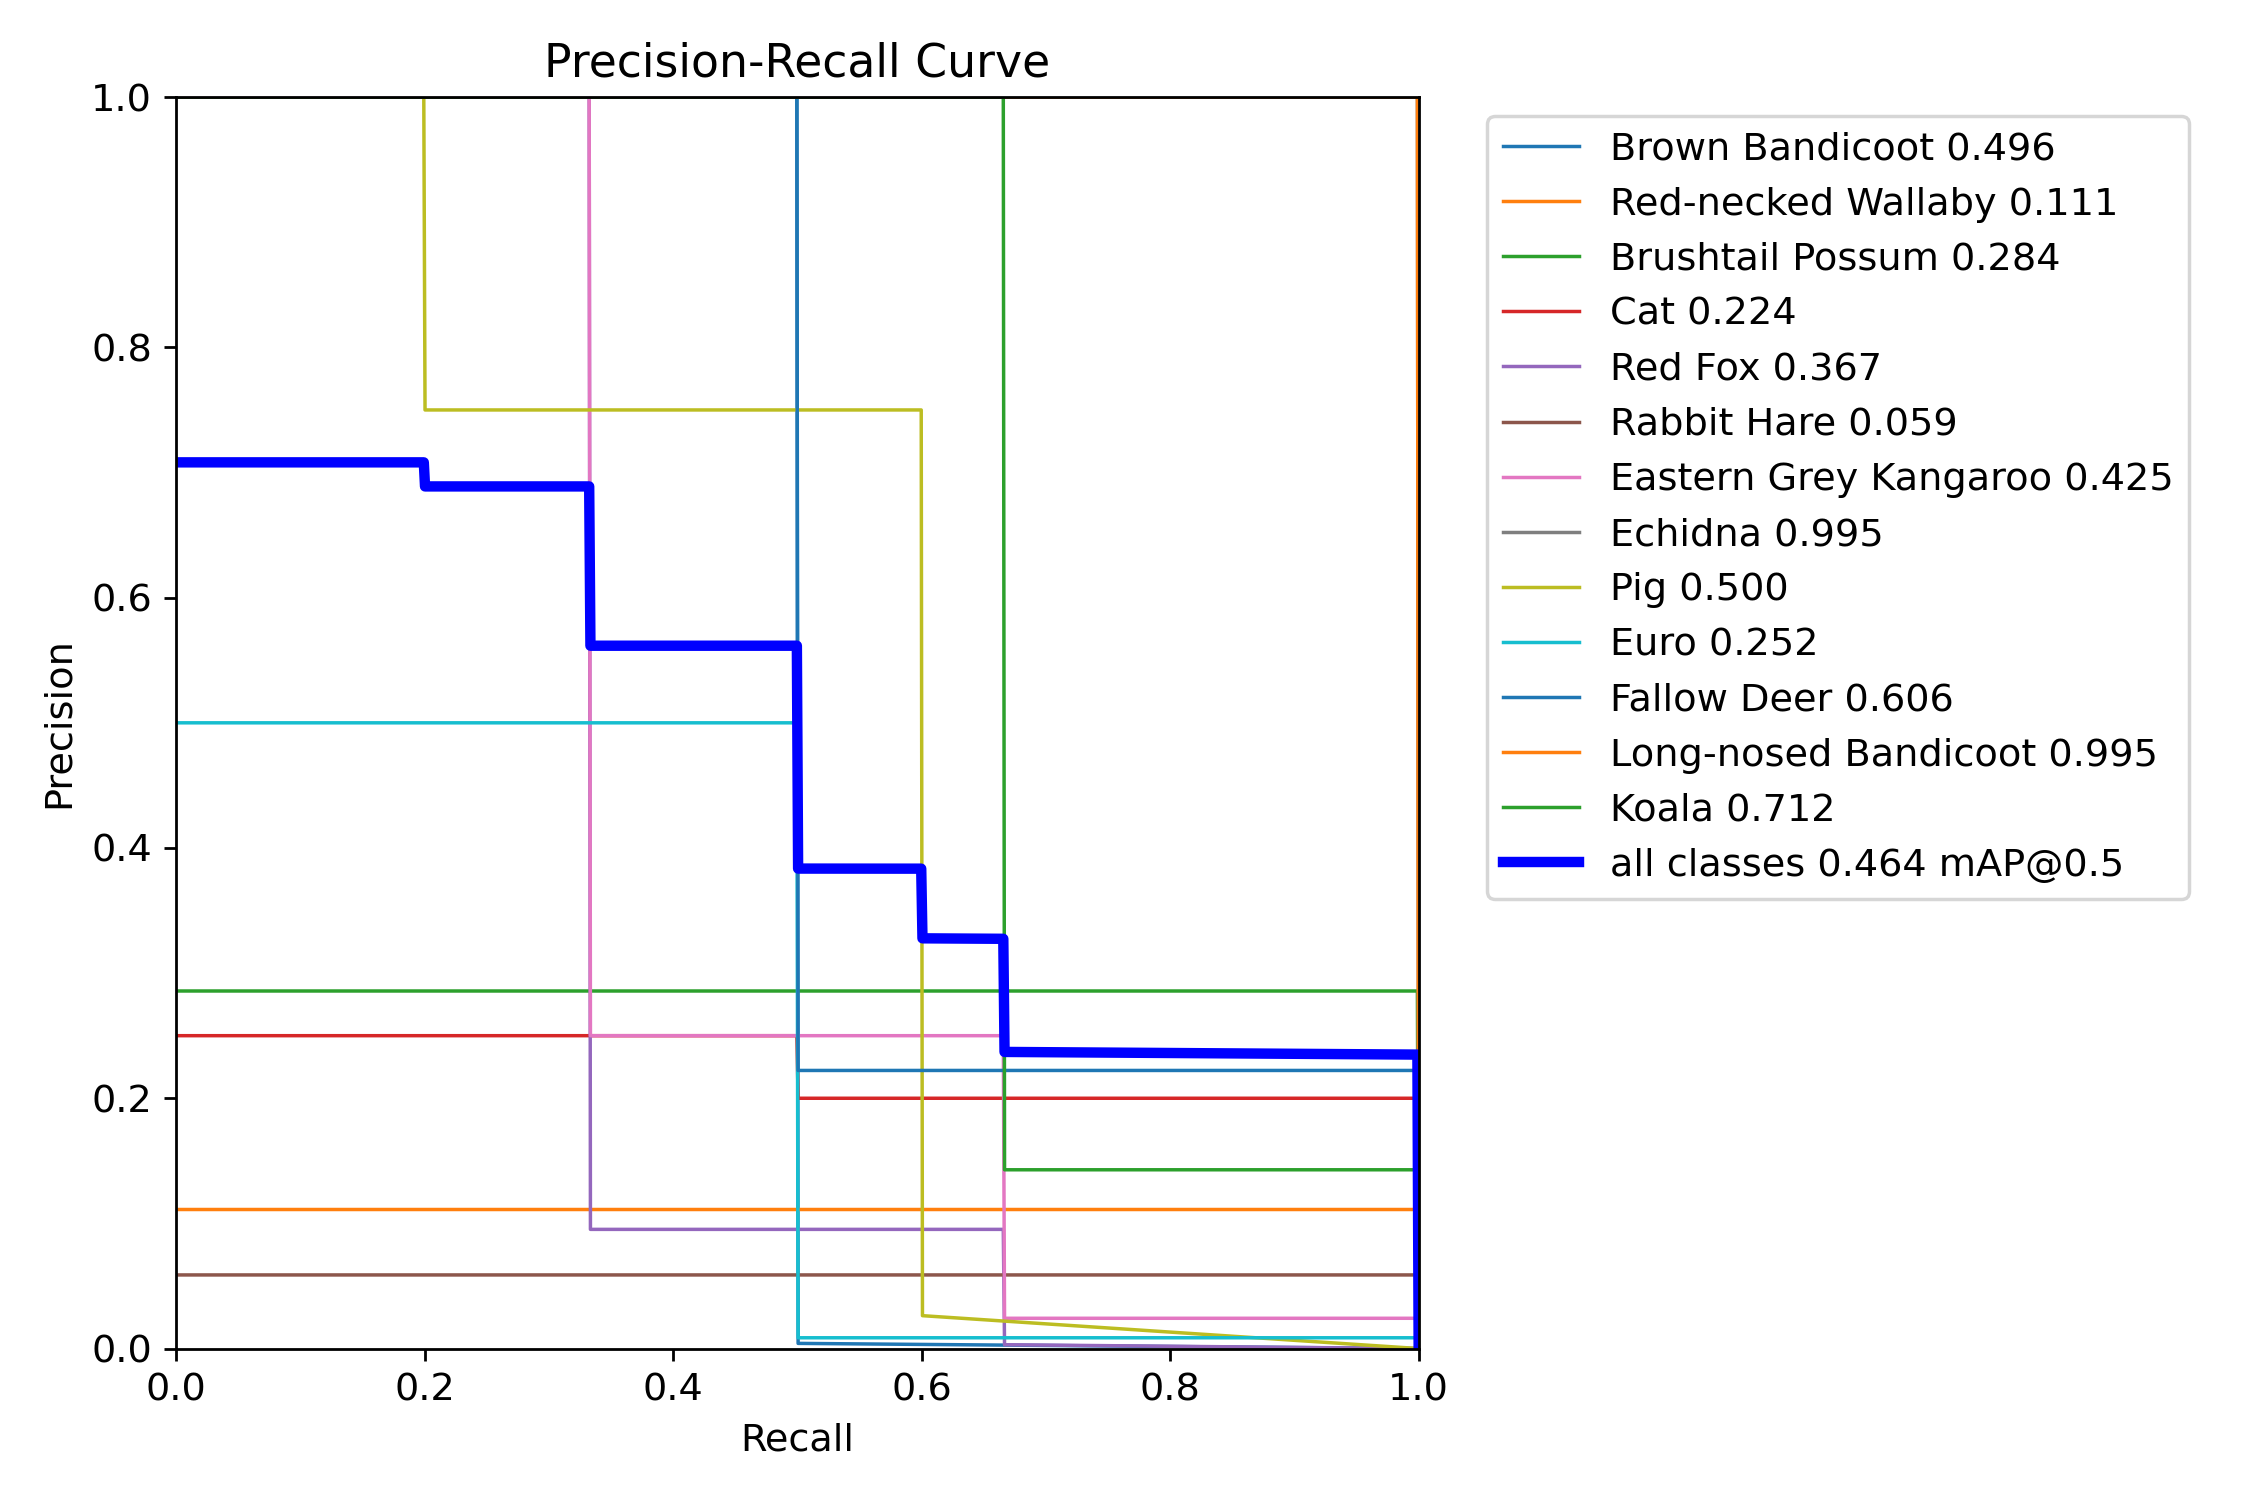 Precision-Recall Curve
1.0
0.8
0.6
0.4
0.2
0.0
Precision
0.0 0.2 0.4 0.6 0.8 1.0
Recall
Brown Bandicoot 0.496
Red-necked Wallaby 0.111
Brushtail Possum 0.284
Cat 0.224
Red Fox 0.367
Rabbit Hare 0.059
Eastern Grey Kangaroo 0.425
Echidna 0.995
Pig 0.500
Euro 0.252
Fallow Deer 0.606
Long-nosed Bandicoot 0.995
Koala 0.712
all classes 0.464 mAP@0.5